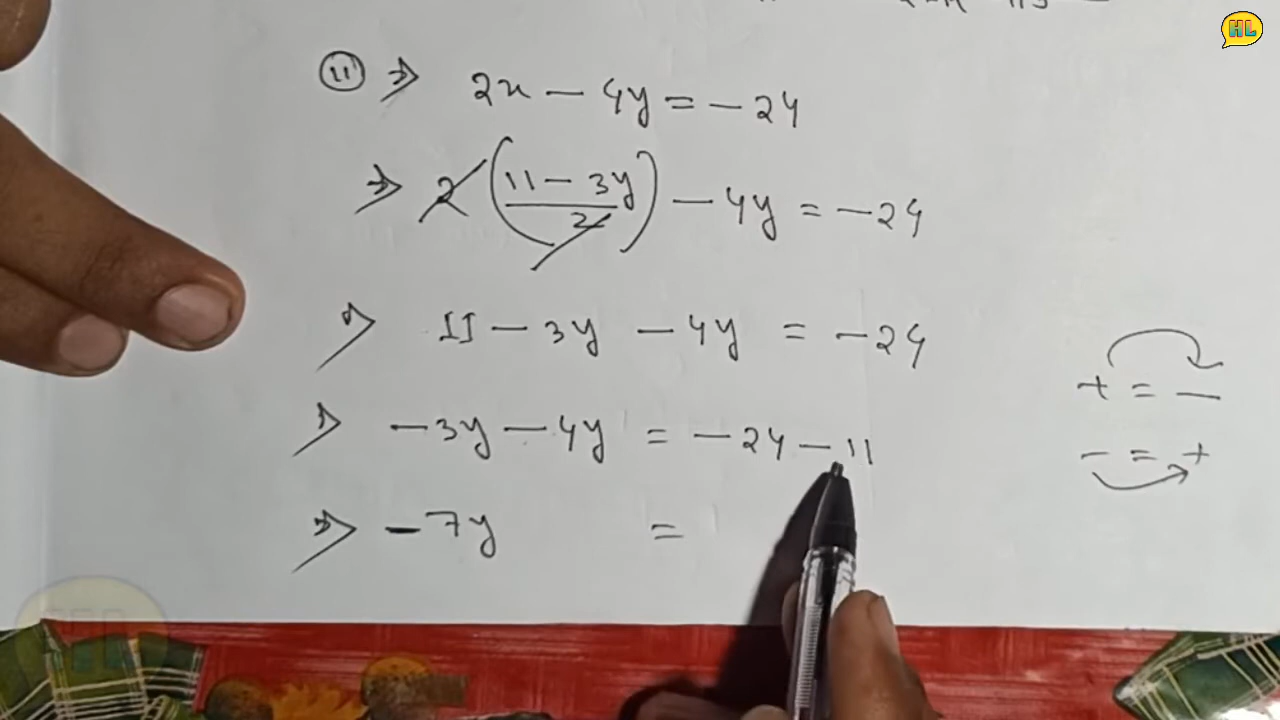 HL
(ii) ⇒ 2x − 4y = −24
⇒ 2 ( (11 − 3y) / 2 ) − 4y = −24
⇒ 11 − 3y − 4y = −24
⇒ −3y − 4y = −24 − 11
⇒ −7y =
+ = −
− = +
HL